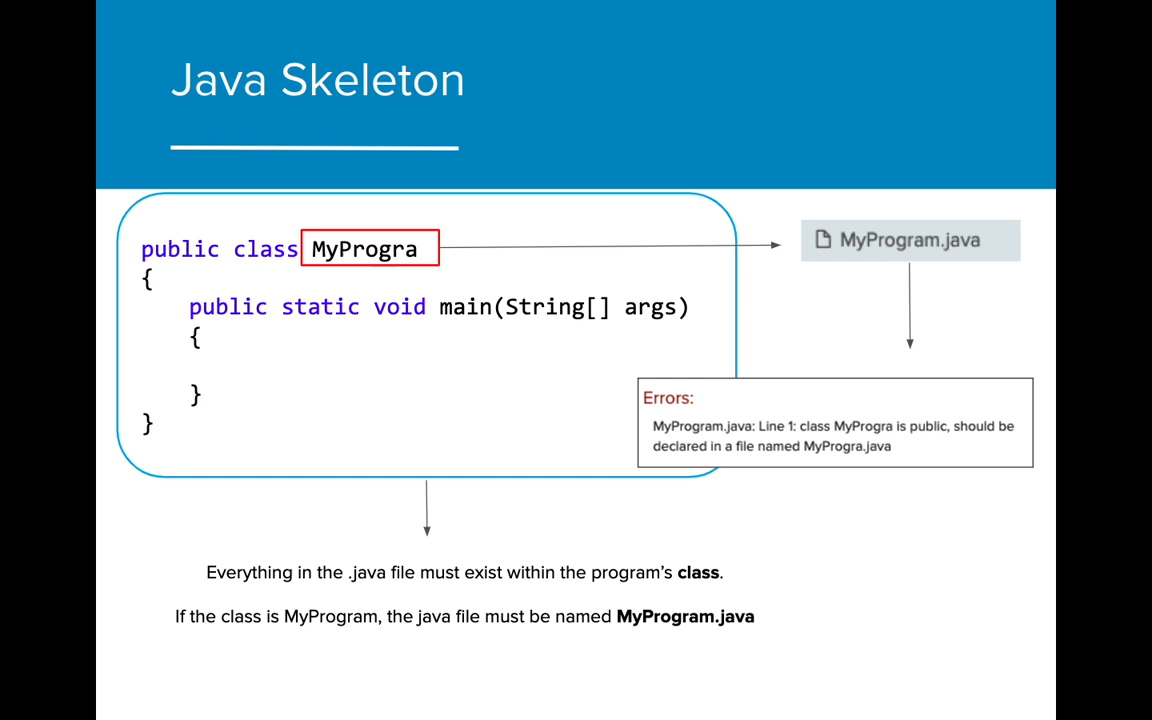 Java Skeleton
public class MyProgra
{
public static void main(String[] args)
{
}
}
MyProgram.java
Errors:
MyProgram.java: Line 1: class MyProgra is public, should be
declared in a file named MyProgra.java
Everything in the .java file must exist within the program’s class.
If the class is MyProgram, the java file must be named MyProgram.java